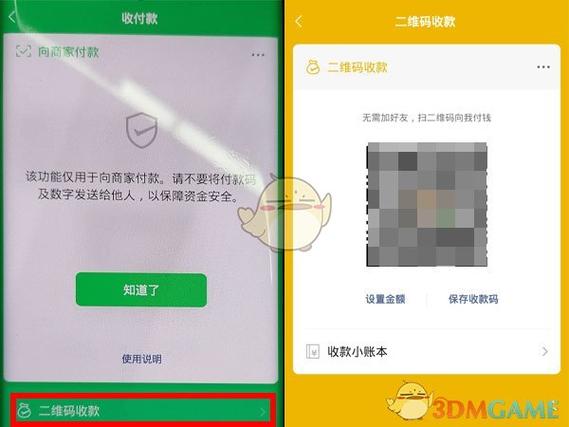 收付款
向商家付款
该功能仅用于向商家付款。请不要将付款码
及数字发送给他人，以保障资金安全。
知道了
使用说明
二维码收款
二维码收款
二维码收款
无需加好友，扫二维码向我付钱
设置金额
保存收款码
收款小账本
3DMGAME